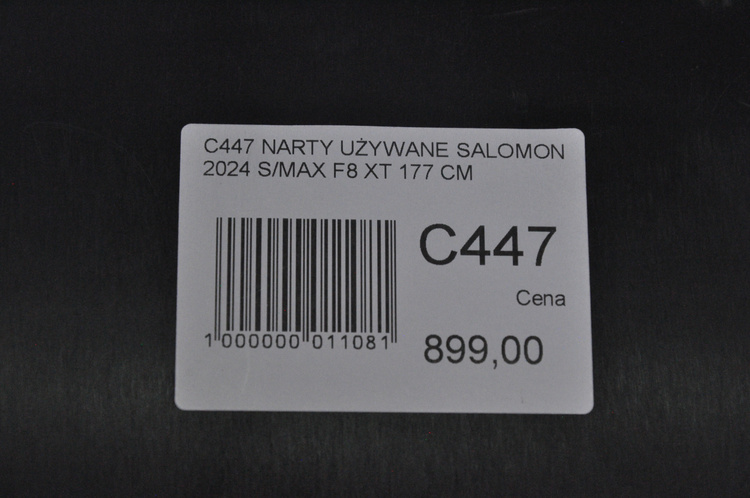 C447 NARTY UŻYWANE SALOMON
2024 S/MAX F8 XT 177 CM
C447
Cena
1 000000 011081
899,00